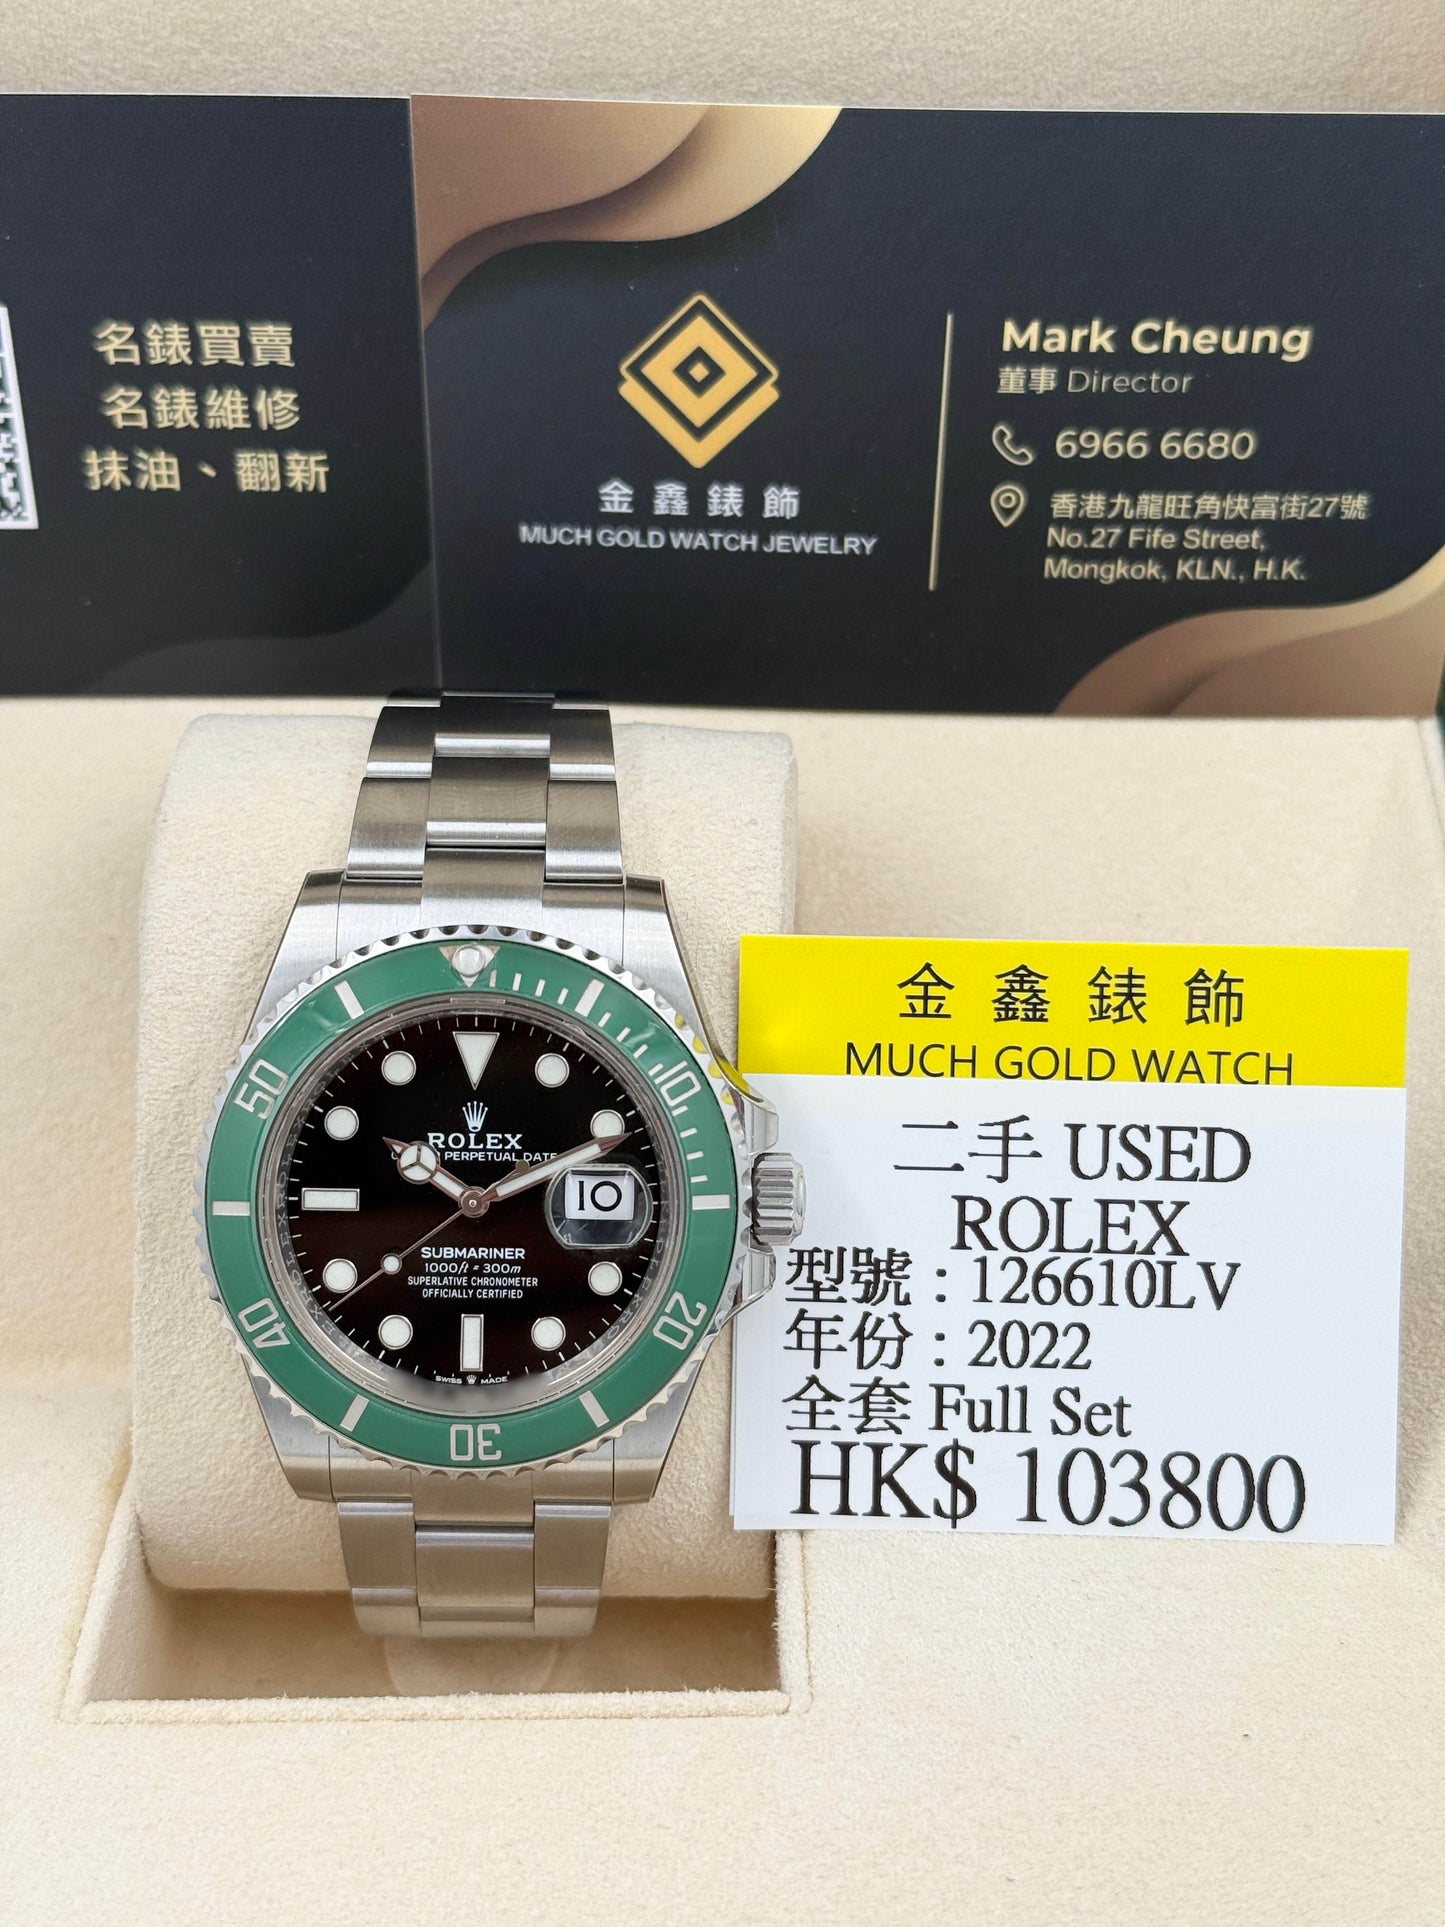 名錶買賣
名錶維修
抹油、翻新
金鑫錶飾
MUCH GOLD WATCH JEWELRY
Mark Cheung
董事 Director
6966 6680
香港九龍旺角快富街27號
No.27 Fife Street,
Mongkok, KLN., H.K.
10
20
30
40
50
ROLEX
PERPETUAL DATE
10
SUBMARINER
1000ft = 300m
SUPERLATIVE CHRONOMETER
OFFICIALLY CERTIFIED
SWISS MADE
金鑫錶飾
MUCH GOLD WATCH
二手 USED
ROLEX
型號：126610LV
年份：2022
全套 Full Set
HK$ 103800